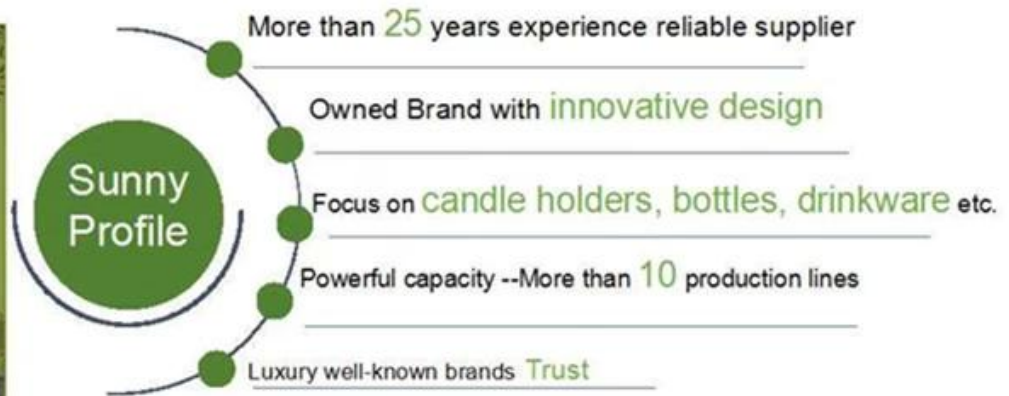 More than 25 years experience reliable supplier
Owned Brand with innovative design
Sunny
Profile
Focus on candle holders, bottles, drinkware etc.
Powerful capacity --More than 10 production lines
Luxury well-known brands Trust